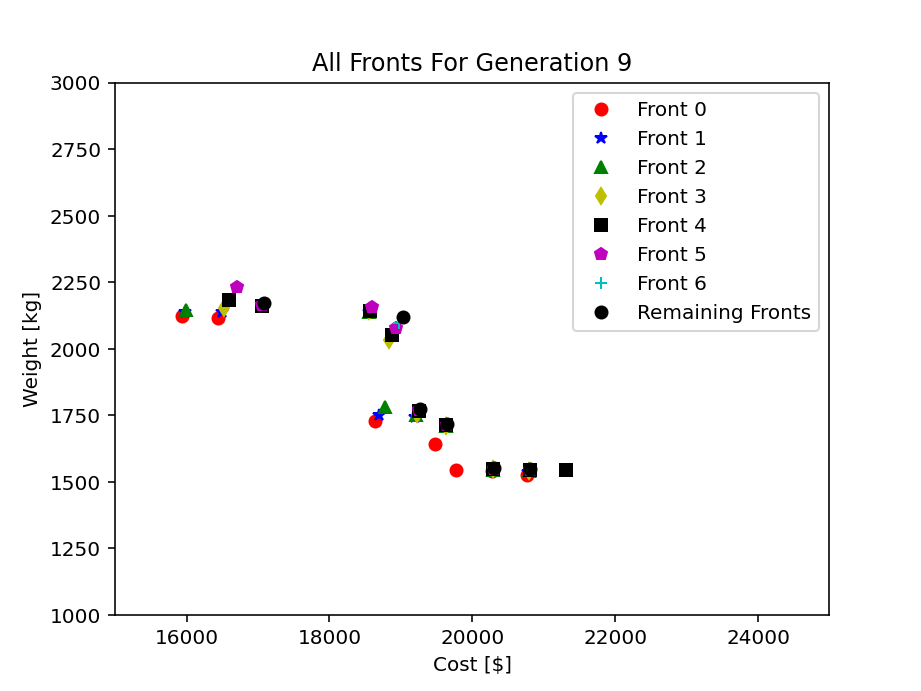 All Fronts For Generation 9
3000
2750
2500
2250
2000
1750
1500
1250
1000
Weight [kg]
16000
18000
20000
22000
24000
Cost [$]
Front 0
Front 1
Front 2
Front 3
Front 4
Front 5
Front 6
Remaining Fronts